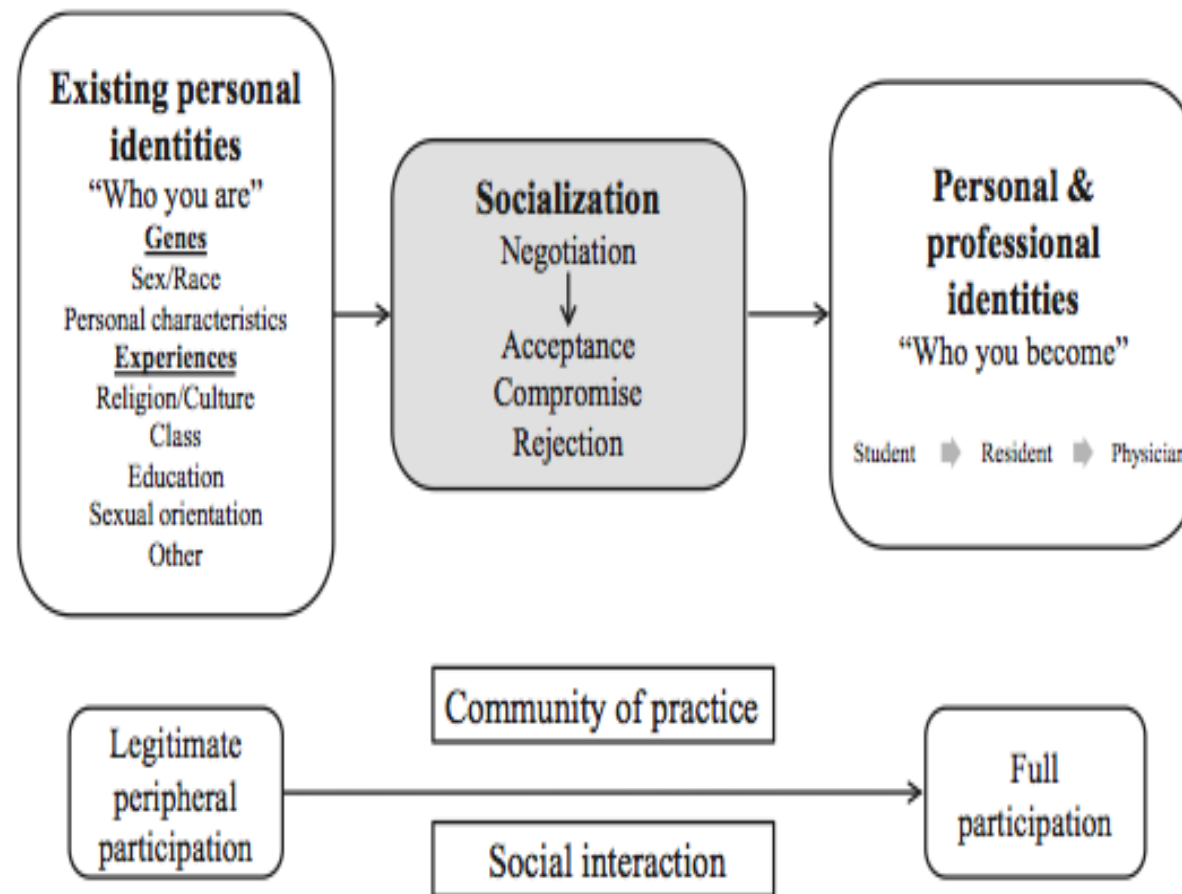 Existing personal
identities
“Who you are”
Genes
Sex/Race
Personal characteristics
Experiences
Religion/Culture
Class
Education
Sexual orientation
Other
Socialization
Negotiation
Acceptance
Compromise
Rejection
Personal &
professional
identities
“Who you become”
Student Resident Physician
Legitimate
peripheral
participation
Community of practice
Social interaction
Full
participation